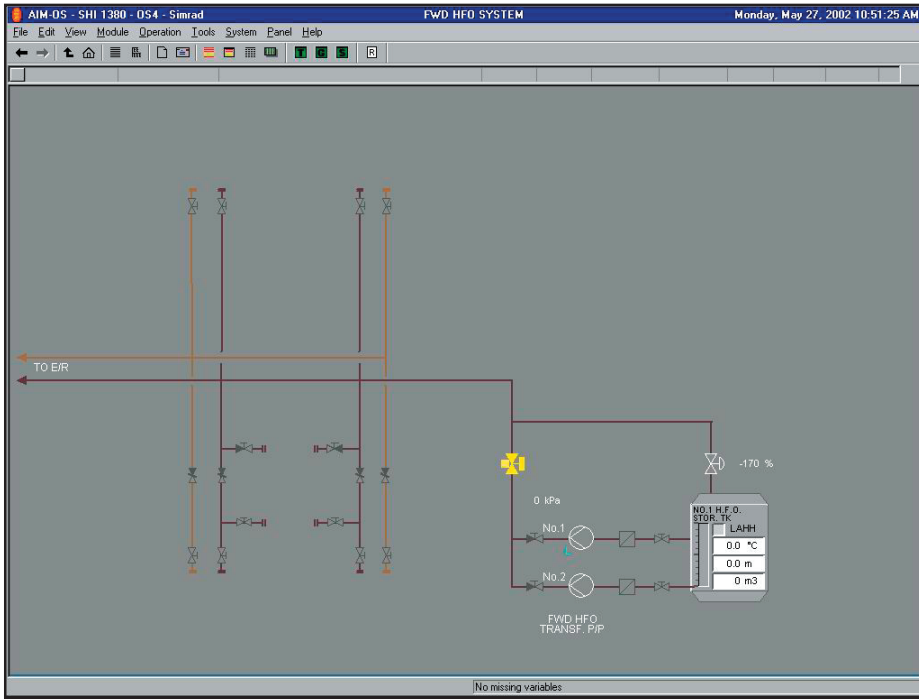 AIM-OS - SHI 1380 - OS4 - Simrad FWD HFO SYSTEM Monday, May 27, 2002 10:51:25 AM
File Edit View Module Operation Tools System Panel Help
T G S R
TO E/R
-170 %
0 kPa
NO.1 H.F.O.
STOR. TK
LAHH
No.1
0.0 °C
0.0 m
No.2
0 m3
FWD HFO
TRANSF. P/P
No missing variables